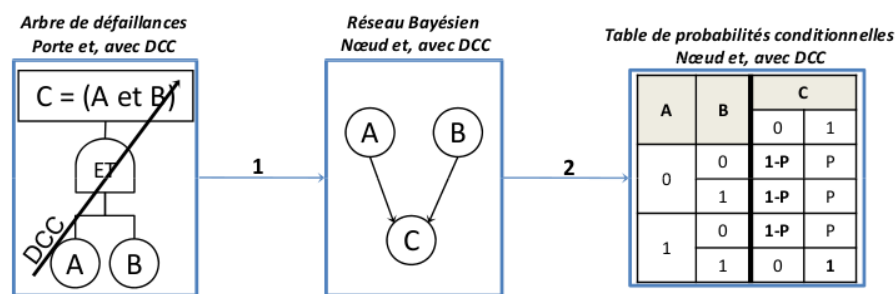 Arbre de défaillances
Porte et, avec DCC
C = (A et B)
ET
DCC
A B
1
Réseau Bayésien
Nœud et, avec DCC
A B
C
2
Table de probabilités conditionnelles
Nœud et, avec DCC
A B C
0 1
0 0 1-P P
1 1-P P
1 0 1-P P
1 0 1